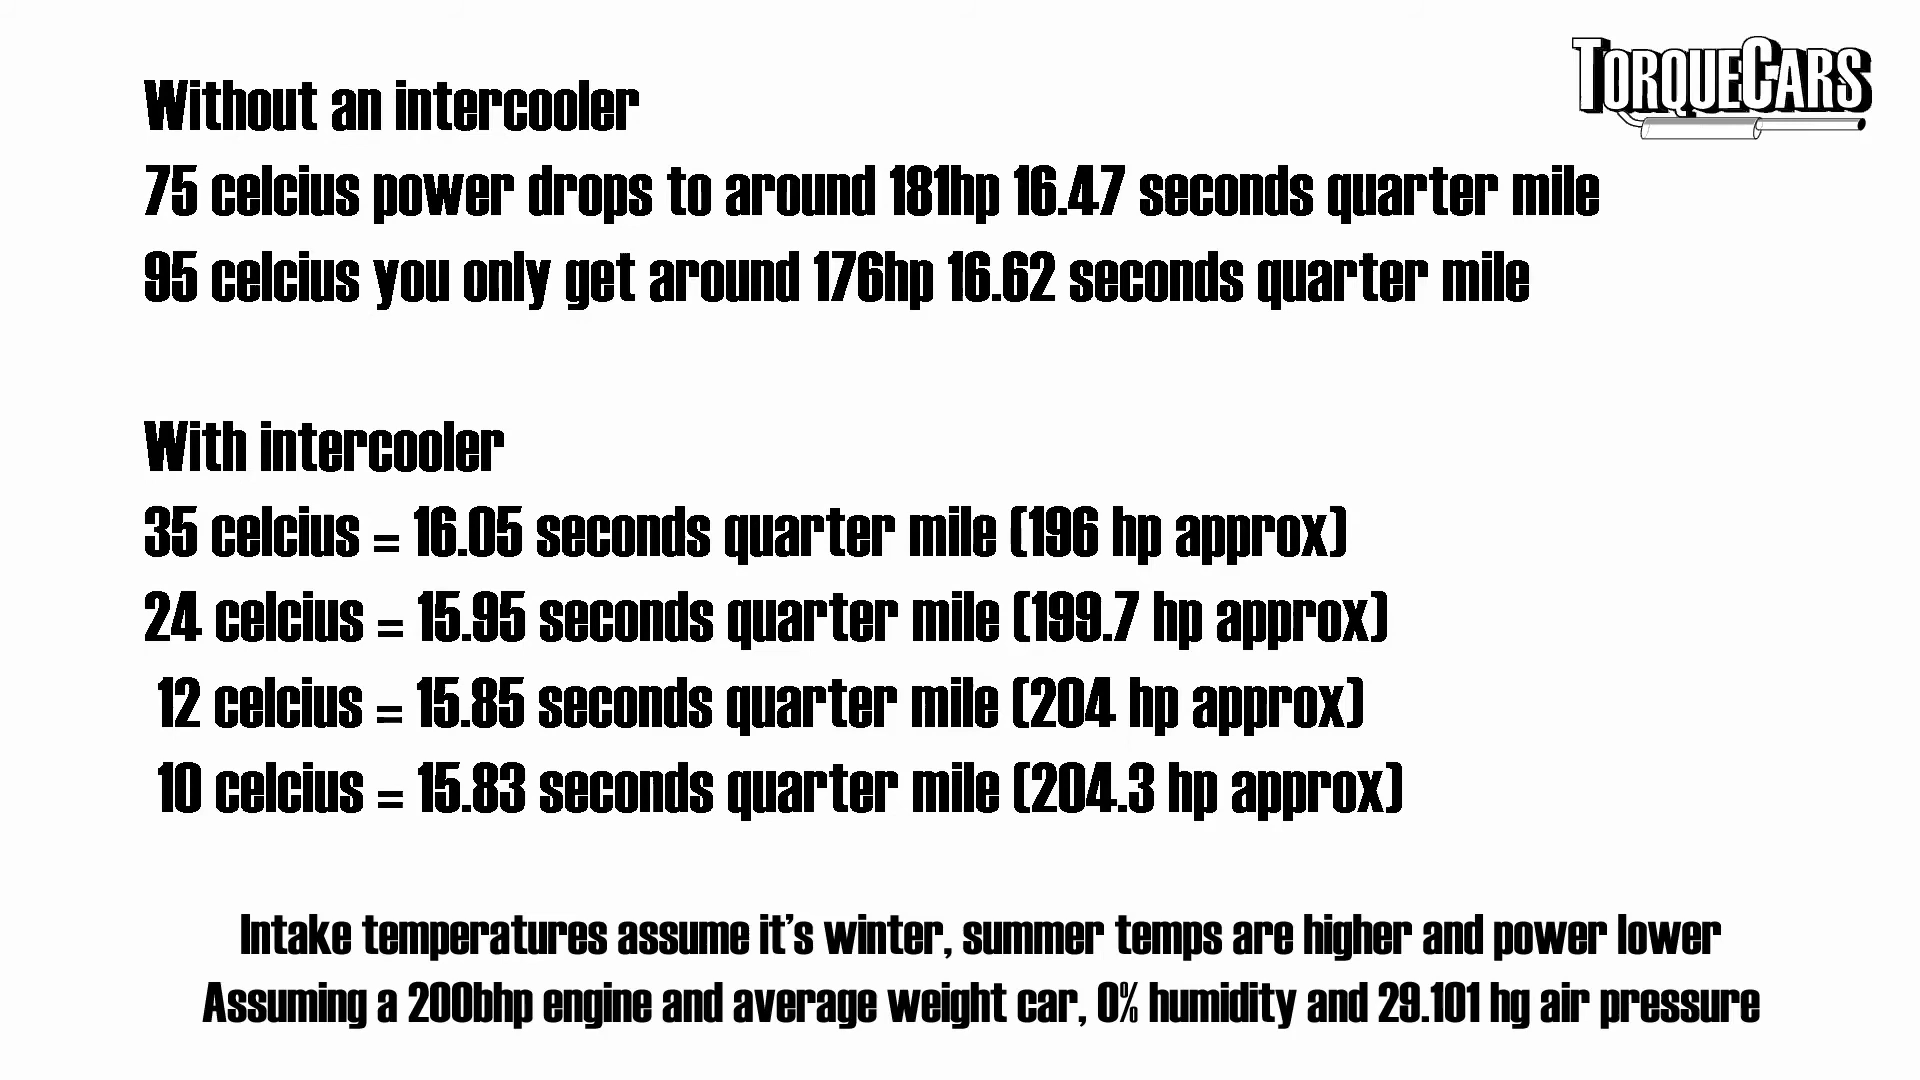 TORQUECARS
Without an intercooler
75 celcius power drops to around 181hp 16.47 seconds quarter mile
95 celcius you only get around 176hp 16.62 seconds quarter mile
With intercooler
35 celcius = 16.05 seconds quarter mile (196 hp approx)
24 celcius = 15.95 seconds quarter mile (199.7 hp approx)
12 celcius = 15.85 seconds quarter mile (204 hp approx)
10 celcius = 15.83 seconds quarter mile (204.3 hp approx)
Intake temperatures assume it's winter, summer temps are higher and power lower
Assuming a 200bhp engine and average weight car, 0% humidity and 29.101 hg air pressure